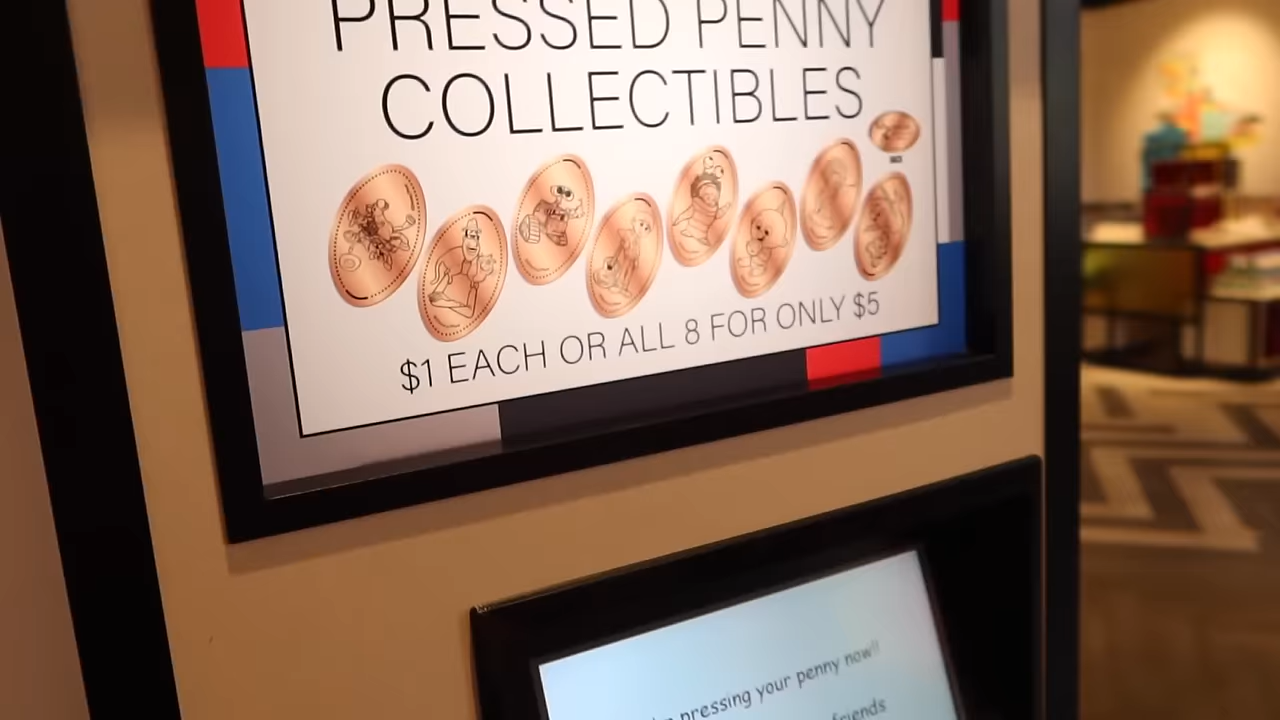 PRESSED PENNY
COLLECTIBLES
$1 EACH OR ALL 8 FOR ONLY $5
pressing your penny now!!
friends